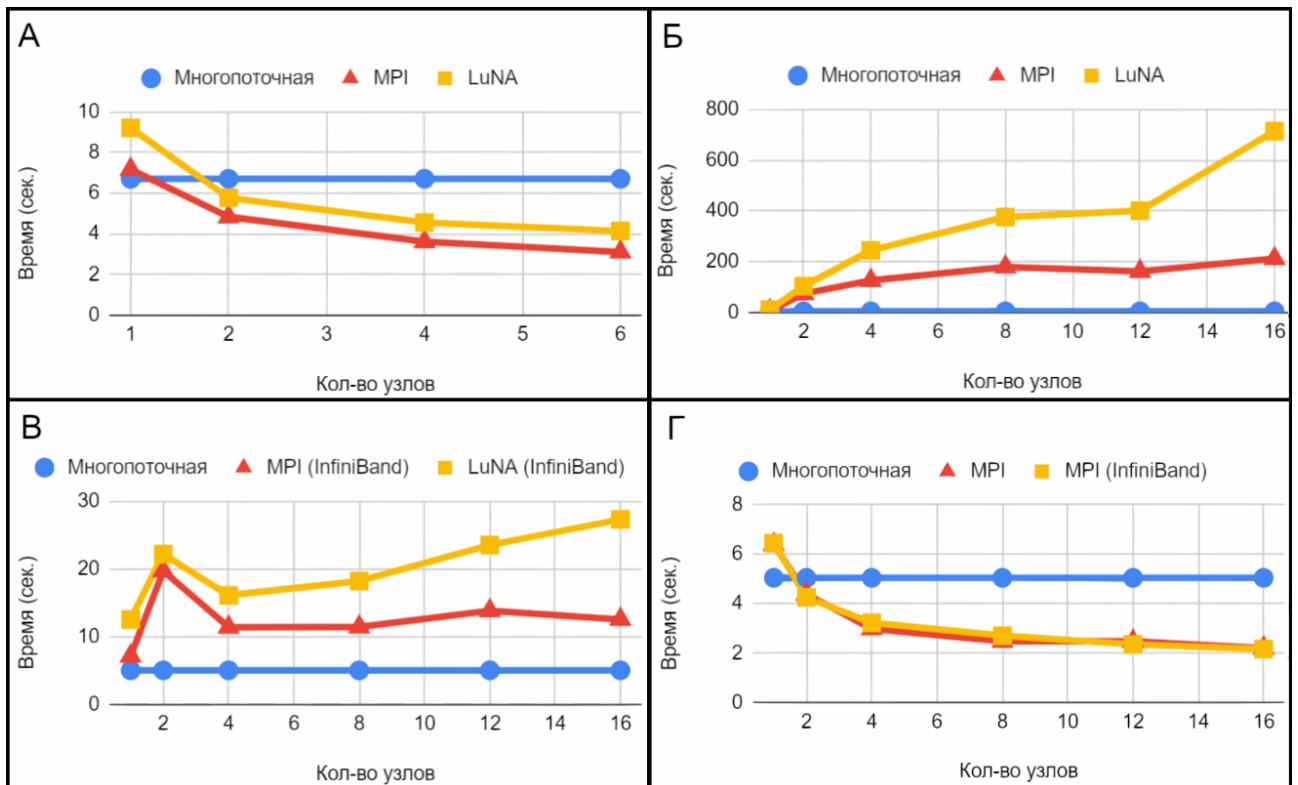 А
Многопоточная MPI LuNA
10
8
6
4
2
0
1 2 3 4 5 6
Время (сек.)
Кол-во узлов
Б
Многопоточная MPI LuNA
800
600
400
200
0
2 4 6 8 10 12 14 16
Время (сек.)
Кол-во узлов
В
Многопоточная MPI (InfiniBand) LuNA (InfiniBand)
30
20
10
0
2 4 6 8 10 12 14 16
Время (сек.)
Кол-во узлов
Г
Многопоточная MPI MPI (InfiniBand)
8
6
4
2
0
2 4 6 8 10 12 14 16
Время (сек.)
Кол-во узлов